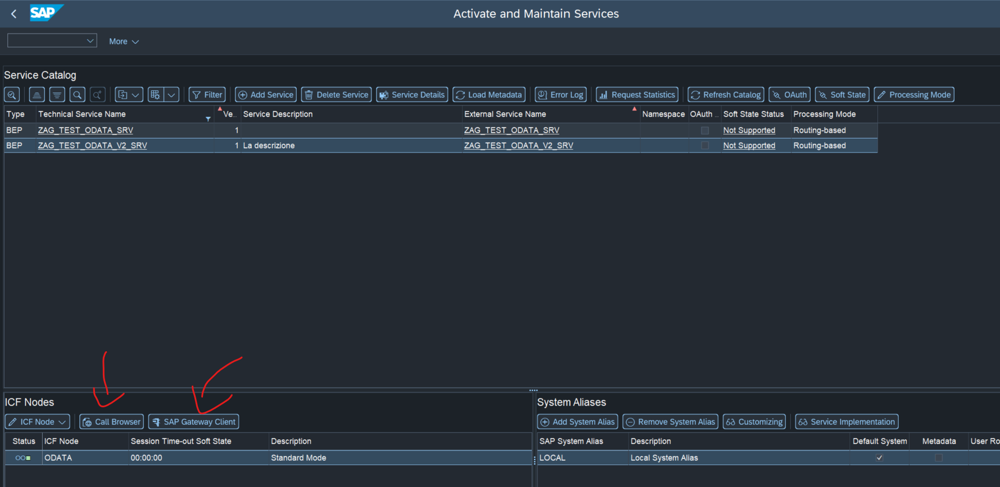 SAP
Activate and Maintain Services
More
Service Catalog
Filter Add Service Delete Service Service Details Load Metadata Error Log Request Statistics Refresh Catalog OAuth Soft State Processing Mode
Type Technical Service Name Ve... Service Description External Service Name Namespace OAuth ... Soft State Status Processing Mode
BEP ZAG_TEST_ODATA_SRV 1 ZAG_TEST_ODATA_SRV Not Supported Routing-based
BEP ZAG_TEST_ODATA_V2_SRV 1 La descrizione ZAG_TEST_ODATA_V2_SRV Not Supported Routing-based
ICF Nodes
ICF Node Call Browser SAP Gateway Client
Status ICF Node Session Time-out Soft State Description
ODATA 00:00:00 Standard Mode
System Aliases
Add System Alias Remove System Alias Customizing Service Implementation
SAP System Alias Description Default System Metadata User Ro
LOCAL Local System Alias